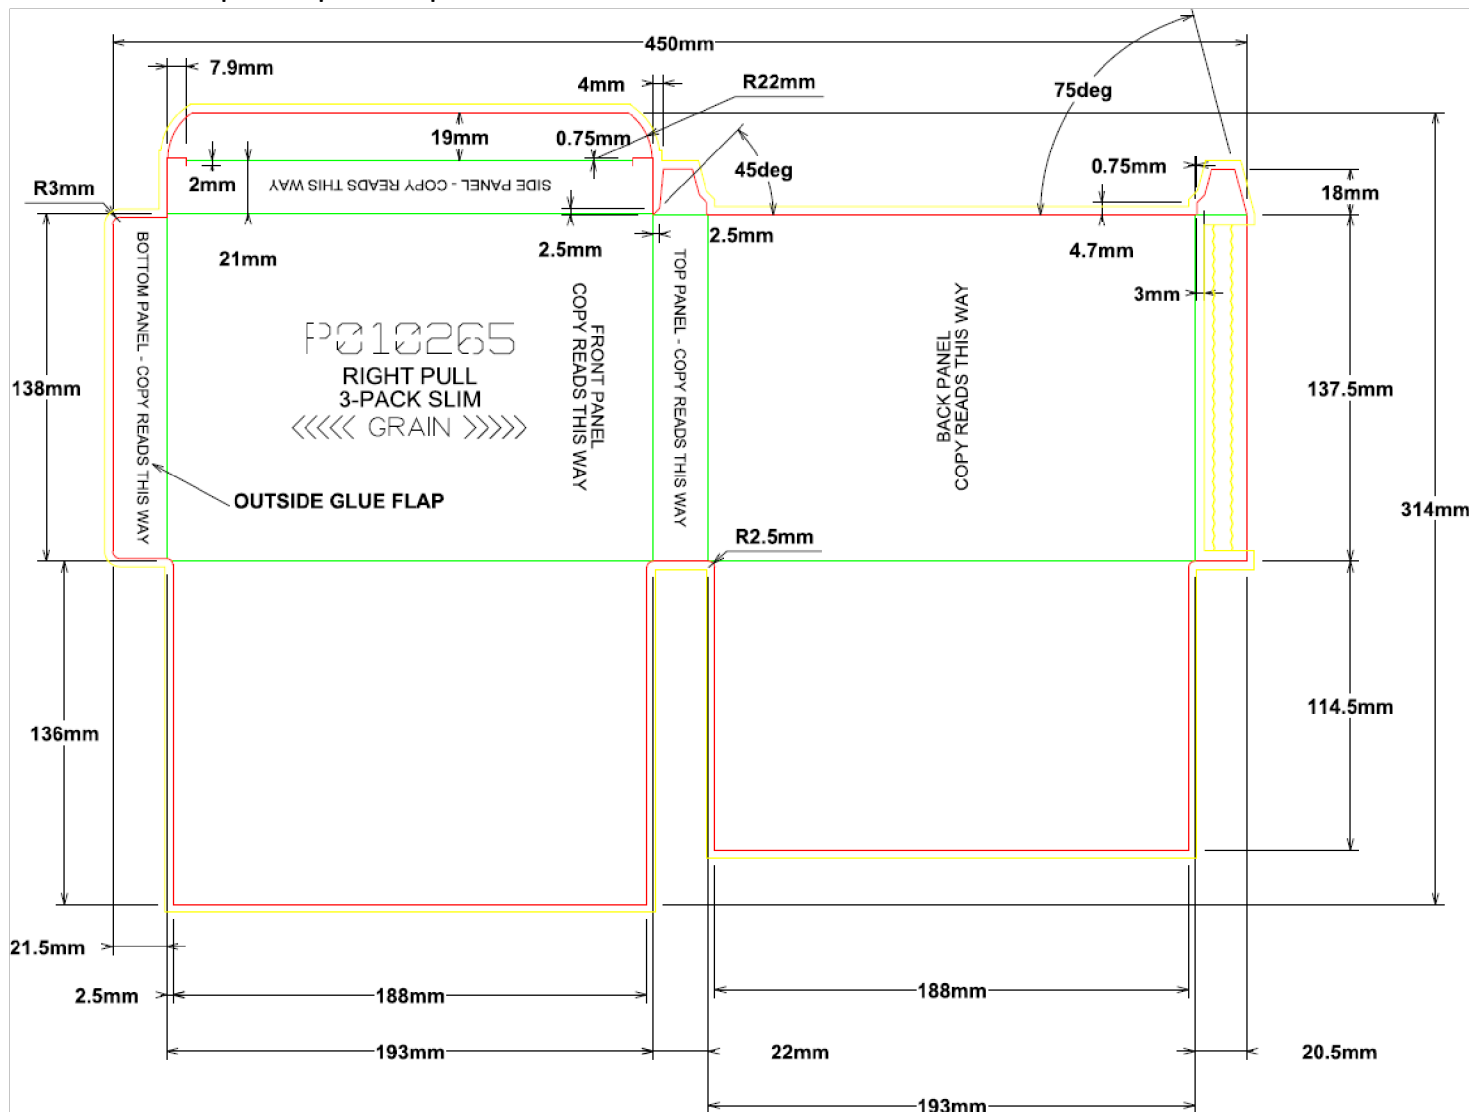 450mm
7.9mm
4mm
R22mm
75deg
19mm
0.75mm
0.75mm
45deg
2mm
SIDE PANEL - COPY READS THIS WAY
R3mm
18mm
21mm
2.5mm
2.5mm
4.7mm
3mm
BOTTOM PANEL - COPY READS THIS WAY
P010265
RIGHT PULL
3-PACK SLIM
<<<<< GRAIN >>>>>
FRONT PANEL
COPY READS THIS WAY
TOP PANEL - COPY READS THIS WAY
BACK PANEL
COPY READS THIS WAY
138mm
137.5mm
OUTSIDE GLUE FLAP
314mm
R2.5mm
136mm
114.5mm
21.5mm
2.5mm
188mm
188mm
193mm
22mm
20.5mm
193mm